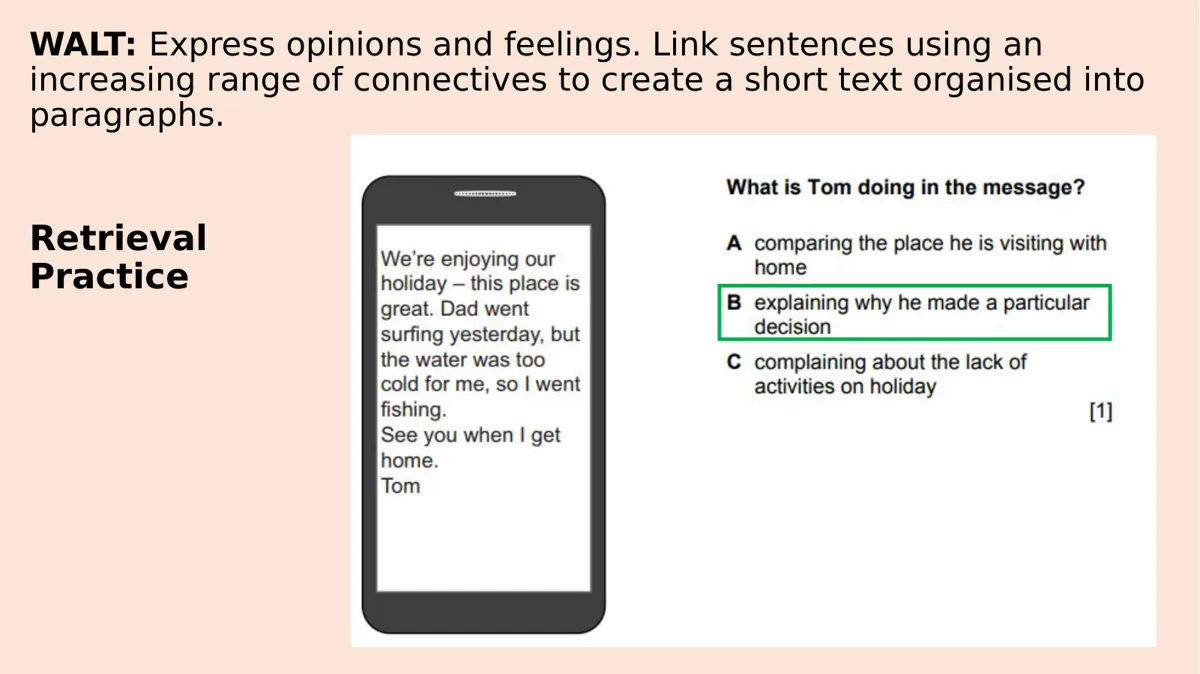 WALT: Express opinions and feelings. Link sentences using an
increasing range of connectives to create a short text organised into
paragraphs.
Retrieval
Practice
We’re enjoying our
holiday – this place is
great. Dad went
surfing yesterday, but
the water was too
cold for me, so I went
fishing.
See you when I get
home.
Tom
What is Tom doing in the message?
A comparing the place he is visiting with
home
B explaining why he made a particular
decision
C complaining about the lack of
activities on holiday
[1]